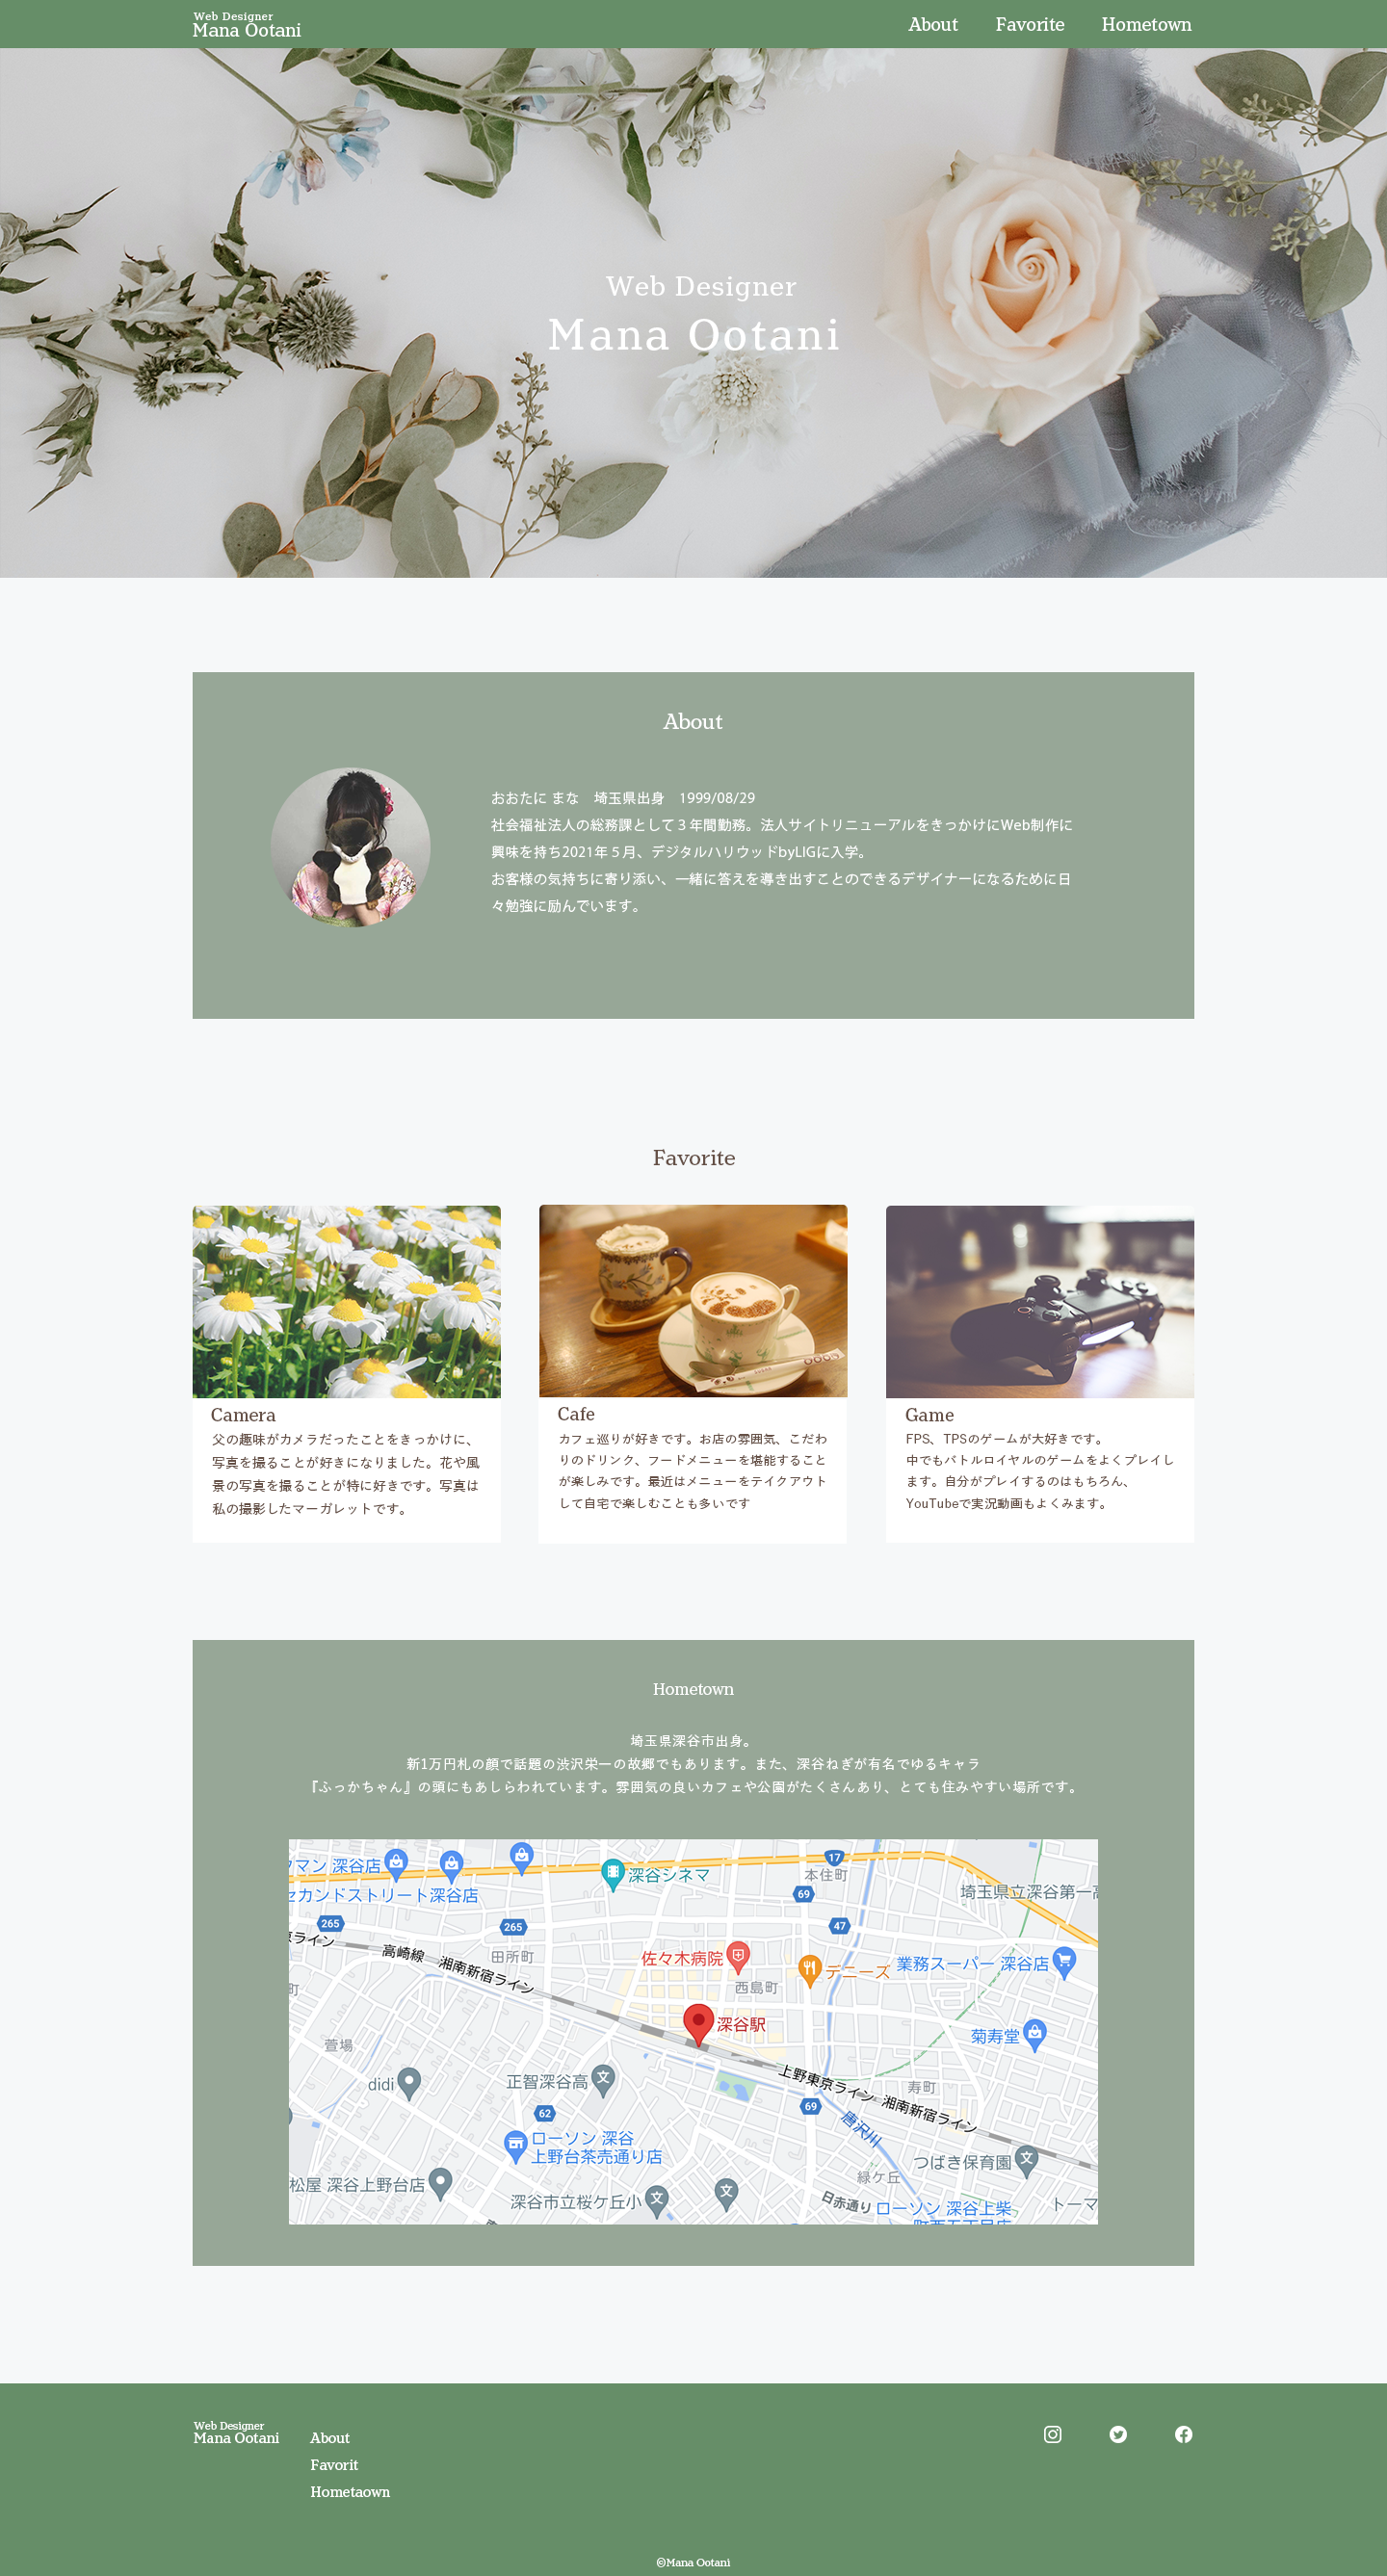 Web Designer
Mana Ootani
About
Favorite
Hometown
Web Designer
Mana Ootani
About
おおたに まな　埼玉県出身　1999/08/29
社会福祉法人の総務課として３年間勤務。法人サイトリニューアルをきっかけにWeb制作に
興味を持ち2021年５月、デジタルハリウッドbyLIGに入学。
お客様の気持ちに寄り添い、一緒に答えを導き出すことのできるデザイナーになるために日
々勉強に励んでいます。
Favorite
Camera
父の趣味がカメラだったことをきっかけに、
写真を撮ることが好きになりました。花や風
景の写真を撮ることが特に好きです。写真は
私の撮影したマーガレットです。
Cafe
カフェ巡りが好きです。お店の雰囲気、こだわ
りのドリンク、フードメニューを堪能すること
が楽しみです。最近はメニューをテイクアウト
して自宅で楽しむことも多いです
Game
FPS、TPSのゲームが大好きです。
中でもバトルロイヤルのゲームをよくプレイし
ます。自分がプレイするのはもちろん、
YouTubeで実況動画もよくみます。
Hometown
埼玉県深谷市出身。
新1万円札の顔で話題の渋沢栄一の故郷でもあります。また、深谷ねぎが有名でゆるキャラ
『ふっかちゃん』の頭にもあしらわれています。雰囲気の良いカフェや公園がたくさんあり、とても住みやすい場所です。
クマン 深谷店
セカンドストリート深谷店
深谷シネマ
17
本住町
69
埼玉県立深谷第一高
265
265
47
京ライン
高崎線
湘南新宿ライン
田所町
佐々木病院
デニーズ
業務スーパー 深谷店
町
西島町
深谷駅
菊寿堂
萱場
didi
正智深谷高
上野東京ライン
湘南新宿ライン
寿町
62
69
唐沢川
ローソン 深谷
上野台茶売通り店
つばき保育園
松屋 深谷上野台店
緑ケ丘
深谷市立桜ケ丘小
日赤通り
ローソン 深谷上柴
町西五丁目店
トーマ
Web Designer
Mana Ootani
About
Favorit
Hometaown
©Mana Ootani